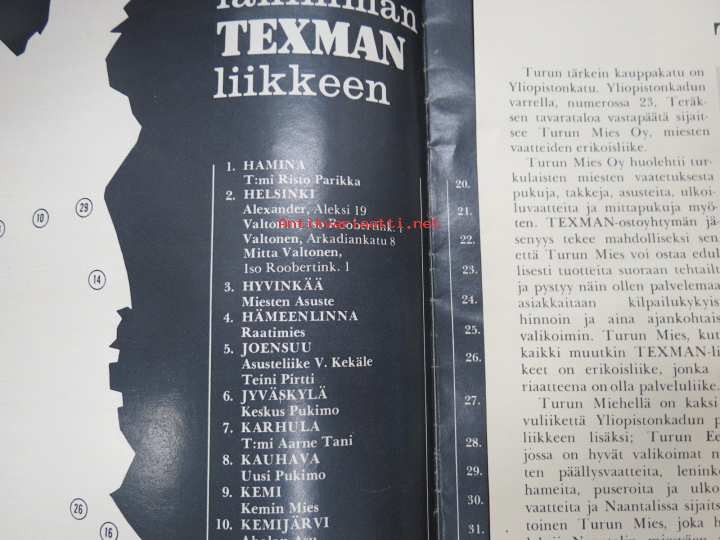 TEXMAN
liikkeen
29
10
14
26
16
1. HAMINA
T:mi Risto Parikka
2. HELSINKI
Alexander, Aleksi 19
Valtonen, Iso Roobertink. 1
Valtonen, Arkadiankatu 8
Mitta Valtonen,
Iso Roobertink. 1
3. HYVINKÄÄ
Miesten Asuste
4. HÄMEENLINNA
Raatimies
5. JOENSUU
Asusteliike V. Kekäle
Teini Pirtti
6. JYVÄSKYLÄ
Keskus Pukimo
7. KARHULA
T:mi Aarne Tani
8. KAUHAVA
Uusi Pukimo
9. KEMI
Kemin Mies
10. KEMIJÄRVI
20.
21.
22.
23.
24.
25.
26.
27.
28.
29.
30.
31.
Turun tärkein kauppakatu on
Yliopistonkatu. Yliopistonkadun
varrella, numerossa 23, Teräk-
sen tavarataloa vastapäätä sijait-
see Turun Mies Oy, miesten
vaatteiden erikoisliike.
Turun Mies Oy huolehtii tur-
kulaisten miesten vaatetuksesta
pukuja, takkeja, asusteita, ulkoi-
luvaatteita ja mittapukuja myö-
ten. TEXMAN-ostoyhtymän jä-
senyys tekee mahdolliseksi sen
että Turun Mies voi ostaa edul
lisesti tuotteita suoraan tehtaih
ja pystyy näin ollen palvelemaa
asiakkaitaan kilpailukykyis
hinnoin ja aina ajankohtais
valikoimin. Turun Mies, kut
kaikki muutkin TEXMAN-li
keet on erikoisliike, jonka
riaatteena on olla palveluliike.
Turun Miehellä on kaksi
vuliikettä Yliopistonkadun p
liikkeen lisäksi; Turun Ee
jossa on hyvät valikoimat n
ten päällysvaatteita, leninke
hameita, puseroita ja ulko
vaatteita ja Naantalissa sijaits
toinen Turun Mies, joka h